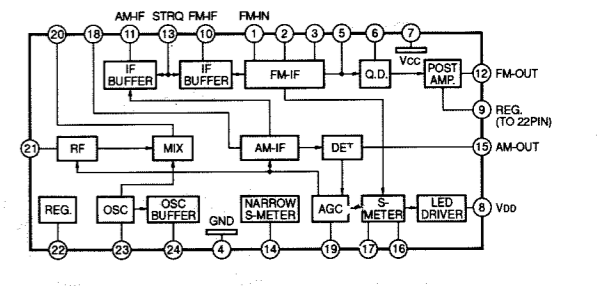 AM-IF STRQ FM-IF FM-IN
20 18 11 13 10 1 2 3 5 6 7
VCC
IF BUFFER IF BUFFER FM-IF Q.D. POST AMP.
12 FM-OUT
9 REG. (TO 22PIN)
21 RF MIX AM-IF DET 15 AM-OUT
REG. OSC OSC BUFFER GND NARROW S-METER AGC S-METER LED DRIVER 8 VDD
22 23 24 4 14 19 17 16